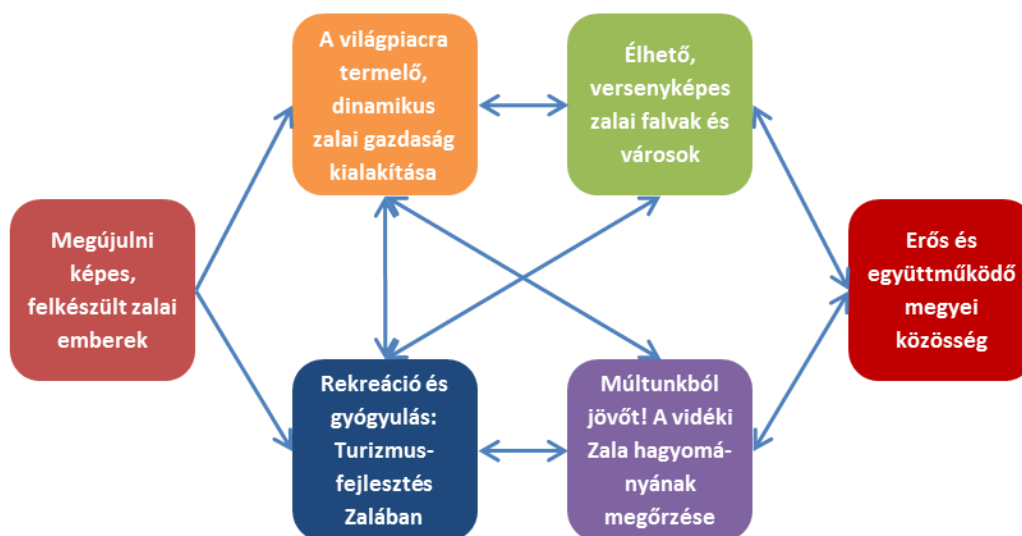 A világpiacra
termelő,
dinamikus
zalai gazdaság
kialakítása
Élhető,
versenyképes
zalai falvak és
városok
Megújulni
képes,
felkészült zalai
emberek
Erős és
együttműködő
megyei
közösség
Rekreáció és
gyógyulás:
Turizmus-
fejlesztés
Zalában
Múltunkból
jövőt! A vidéki
Zala hagyomá-
nyának
megőrzése